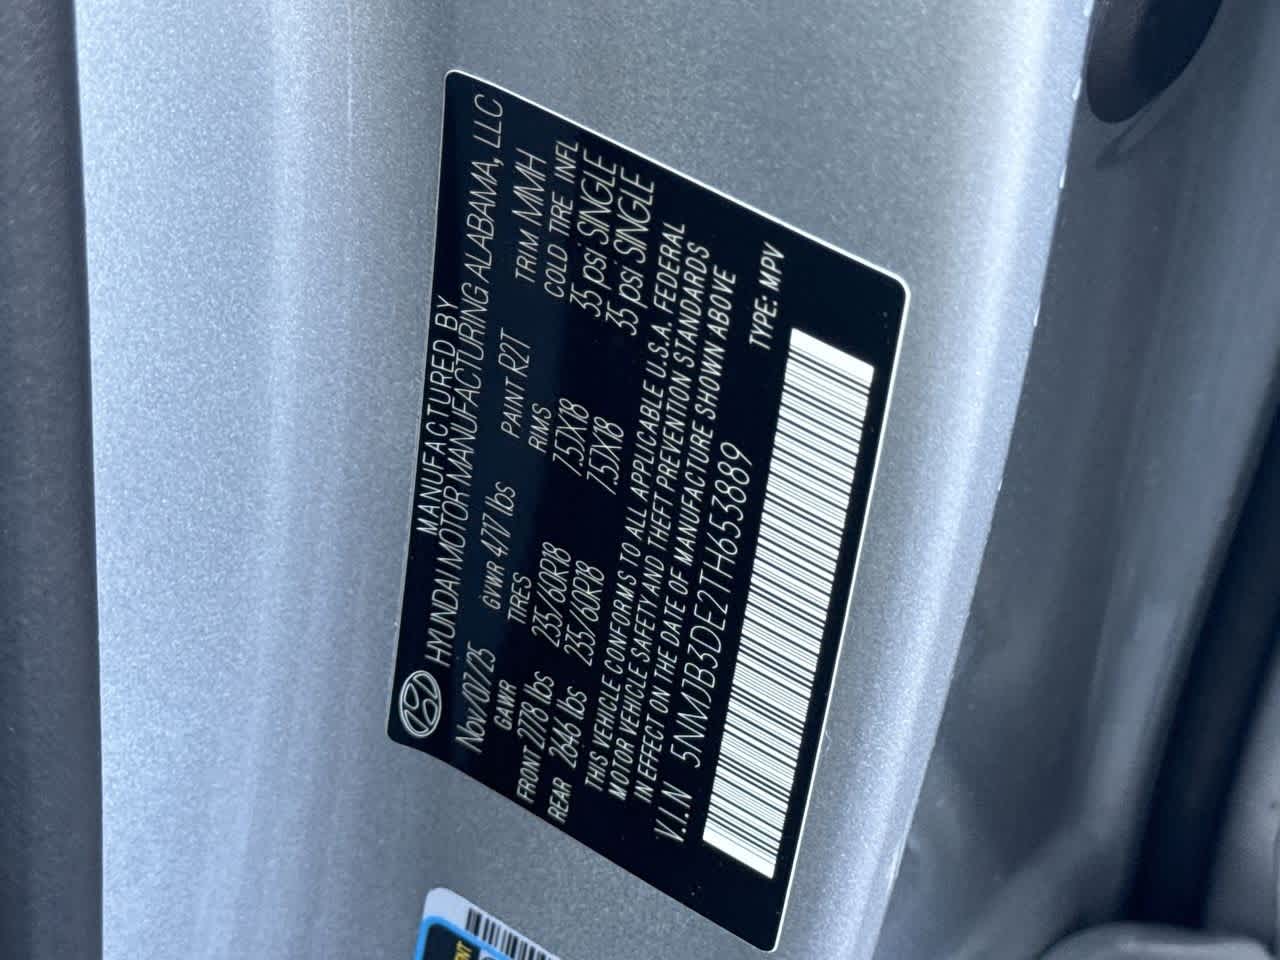 MANUFACTURED BY
HYUNDAI MOTOR MANUFACTURING ALABAMA, LLC
Nov/07/25 GVWR 4717 lbs PAINT R2T TRIM MMH
GAWR TIRES RIMS COLD TIRE INFL
FRONT 2778 lbs 235/60R18 7.5JX18 35 psi SINGLE
REAR 2646 lbs 235/60R18 7.5JX18 35 psi SINGLE
THIS VEHICLE CONFORMS TO ALL APPLICABLE U.S.A. FEDERAL
MOTOR VEHICLE SAFETY AND THEFT PREVENTION STANDARDS
IN EFFECT ON THE DATE OF MANUFACTURE SHOWN ABOVE
V.I.N 5NMJB3DE2TH653889 TYPE: MPV